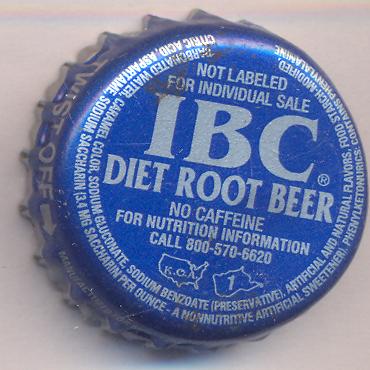 NOT LABELED
FOR INDIVIDUAL SALE
IBC®
DIET ROOT BEER
NO CAFFEINE
FOR NUTRITION INFORMATION
CALL 800-570-6620
K.C.
1
CARBONATED WATER, CARAMEL COLOR, SODIUM GLUCONATE, SODIUM BENZOATE (PRESERVATIVE), ARTIFICIAL AND NATURAL FLAVORS, FOOD STARCH-MODIFIED
CITRIC ACID, ASPARTAME, SODIUM SACCHARIN (3.4 MG SACCHARIN PER OUNCE - A NONNUTRITIVE ARTIFICIAL SWEETENER). PHENYLKETONURICS: CONTAINS PHENYLALANINE
TWIST OFF